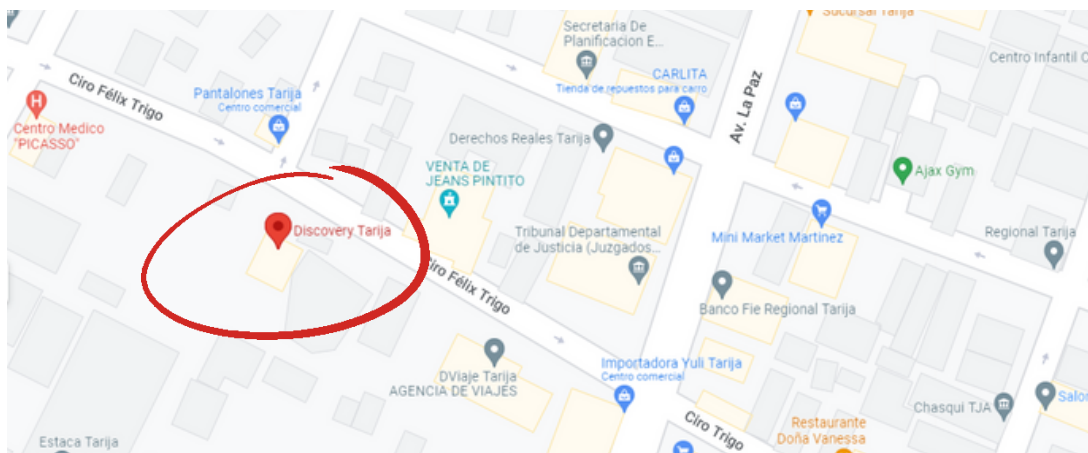 Sucursal Tarija
Secretaria De
Planificacion E...
CARLITA
Tienda de repuestos para carro
Centro Infantil C
Ciro Félix Trigo
Pantalones Tarija
Centro comercial
Av. La Paz
Centro Medico
"PICASSO"
Derechos Reales Tarija
VENTA DE
JEANS PINTITO
Ajax Gym
Discovery Tarija
Tribunal Departamental
de Justicia (Juzgados...
Mini Market Martinez
Regional Tarija
Ciro Félix Trigo
Banco Fie Regional Tarija
Importadora Yuli Tarija
Centro comercial
DViaje Tarija
AGENCIA DE VIAJES
Chasqui TJA
Salon
Ciro Trigo
Restaurante
Doña Vanessa
Estaca Tarija